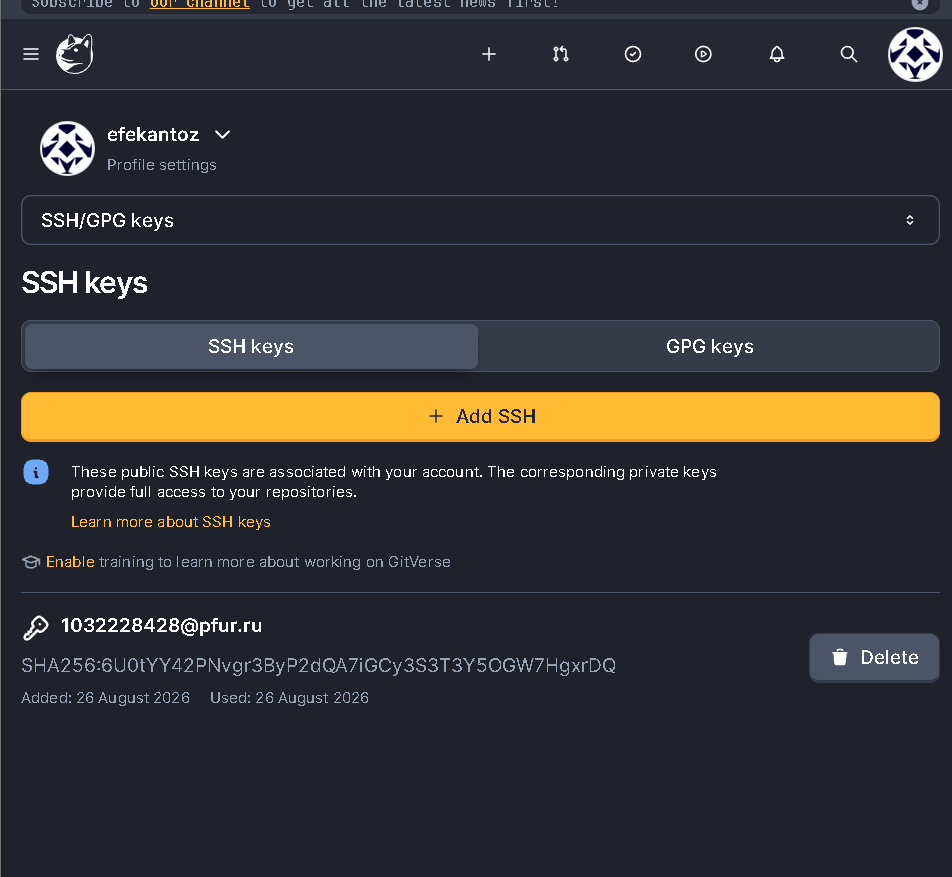 Subscribe to our channel to get all the latest news first!
efekantoz
Profile settings
SSH/GPG keys
SSH keys
SSH keys
GPG keys
+ Add SSH
These public SSH keys are associated with your account. The corresponding private keys
provide full access to your repositories.
Learn more about SSH keys
Enable training to learn more about working on GitVerse
1032228428@pfur.ru
SHA256:6U0tYY42PNvgr3ByP2dQA7iGCy3S3T3Y5OGW7HgxrDQ
Delete
Added: 26 August 2026 Used: 26 August 2026